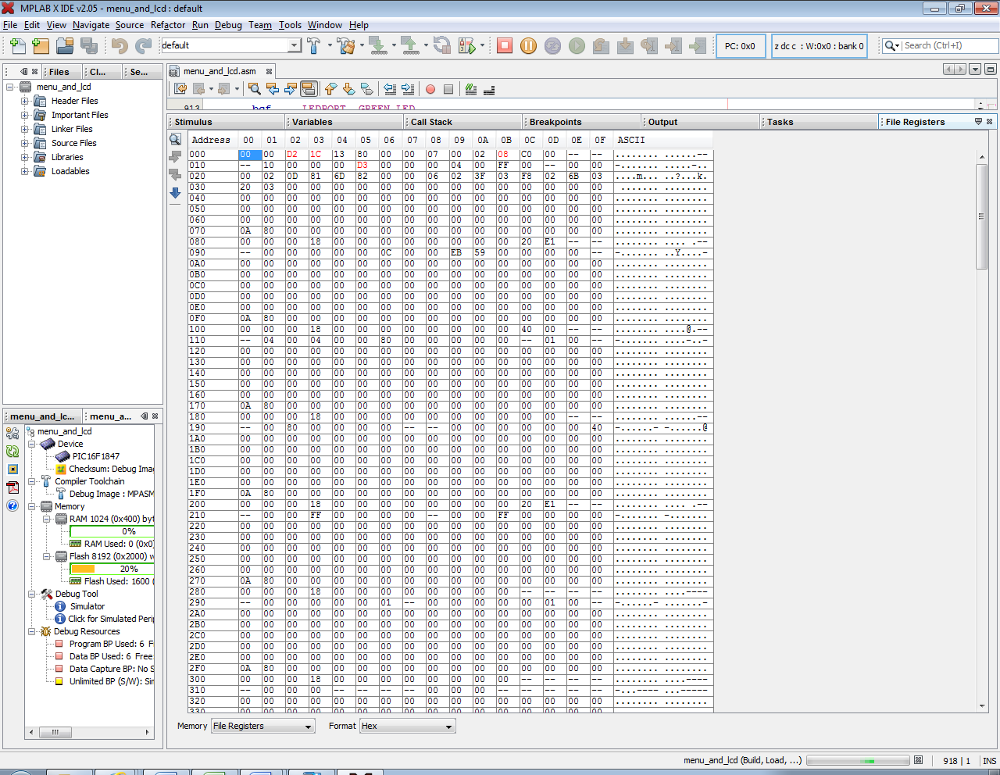 MPLAB X IDE v2.05 - menu_and_lcd : default
File Edit View Navigate Source Refactor Run Debug Team Tools Window Help
default PC: 0x0 z dc c : W:0x0 : bank 0 Search (Ctrl+I)
Files Cl... Se...
menu_and_lcd
Header Files
Important Files
Linker Files
Source Files
Libraries
Loadables
menu_and_lc... menu_a...
menu_and_lcd
Device
PIC16F1847
Checksum: Debug Imag
Compiler Toolchain
Debug Image : MPASM
Memory
RAM 1024 (0x400) byt
0%
RAM Used: 0 (0x0)
Flash 8192 (0x2000) w
20%
Flash Used: 1600 (
Debug Tool
Simulator
Click for Simulated Perip
Debug Resources
Program BP Used: 6 F
Data BP Used: 6 Free
Data Capture BP: No S
Unlimited BP (S/W): Sim
menu_and_lcd.asm
913 bgf LEDPORT, GREEN_LED
Stimulus Variables Call Stack Breakpoints Output Tasks File Registers
Address 00 01 02 03 04 05 06 07 08 09 0A 0B 0C 0D 0E 0F ASCII
000 00 00 D2 1C 13 80 00 00 07 00 02 08 C0 00 -- -- ........ ......--
010 -- 10 00 00 00 D3 00 00 00 04 00 FF 00 -- 00 00 -....... .....-..
020 00 02 0D 81 6D 82 00 00 06 02 3F 03 F8 02 6B 03 ....m... ..?...k.
030 20 03 00 00 00 00 00 00 00 00 00 00 00 00 00 00  ....... ........
040 00 00 00 00 00 00 00 00 00 00 00 00 00 00 00 00 ........ ........
050 00 00 00 00 00 00 00 00 00 00 00 00 00 00 00 00 ........ ........
060 00 00 00 00 00 00 00 00 00 00 00 00 00 00 00 00 ........ ........
070 0A 80 00 00 00 00 00 00 00 00 00 00 00 00 00 00 ........ ........
080 00 00 00 18 00 00 00 00 00 00 00 00 20 E1 -- -- ........ .... .--
090 -- 00 00 00 00 00 0C 00 00 EB 59 00 00 00 00 -- -....... ..Y....-
0A0 00 00 00 00 00 00 00 00 00 00 00 00 00 00 00 00 ........ ........
0B0 00 00 00 00 00 00 00 00 00 00 00 00 00 00 00 00 ........ ........
0C0 00 00 00 00 00 00 00 00 00 00 00 00 00 00 00 00 ........ ........
0D0 00 00 00 00 00 00 00 00 00 00 00 00 00 00 00 00 ........ ........
0E0 00 00 00 00 00 00 00 00 00 00 00 00 00 00 00 00 ........ ........
0F0 0A 80 00 00 00 00 00 00 00 00 00 00 00 00 00 00 ........ ........
100 00 00 00 18 00 00 00 00 00 00 00 00 40 00 -- -- ........ ....@.--
110 -- 04 00 04 00 00 80 00 00 00 00 00 -- 01 00 -- -....... ....-..-
120 00 00 00 00 00 00 00 00 00 00 00 00 00 00 00 00 ........ ........
130 00 00 00 00 00 00 00 00 00 00 00 00 00 00 00 00 ........ ........
140 00 00 00 00 00 00 00 00 00 00 00 00 00 00 00 00 ........ ........
150 00 00 00 00 00 00 00 00 00 00 00 00 00 00 00 00 ........ ........
160 00 00 00 00 00 00 00 00 00 00 00 00 00 00 00 00 ........ ........
170 0A 80 00 00 00 00 00 00 00 00 00 00 00 00 00 00 ........ ........
180 00 00 00 18 00 00 00 00 00 00 00 00 00 00 -- -- ........ ......--
190 -- 00 80 00 00 00 00 -- -- 00 00 00 00 00 00 40 -......- -......@
1A0 00 00 00 00 00 00 00 00 00 00 00 00 00 00 00 00 ........ ........
1B0 00 00 00 00 00 00 00 00 00 00 00 00 00 00 00 00 ........ ........
1C0 00 00 00 00 00 00 00 00 00 00 00 00 00 00 00 00 ........ ........
1D0 00 00 00 00 00 00 00 00 00 00 00 00 00 00 00 00 ........ ........
1E0 00 00 00 00 00 00 00 00 00 00 00 00 00 00 00 00 ........ ........
1F0 0A 80 00 00 00 00 00 00 00 00 00 00 00 00 00 00 ........ ........
200 00 00 00 18 00 00 00 00 00 00 00 00 20 E1 -- -- ........ .... .--
210 -- 00 00 FF 00 00 00 00 -- 00 00 FF 00 00 00 00 -....... -.......
220 00 00 00 00 00 00 00 00 00 00 00 00 00 00 00 00 ........ ........
230 00 00 00 00 00 00 00 00 00 00 00 00 00 00 00 00 ........ ........
240 00 00 00 00 00 00 00 00 00 00 00 00 00 00 00 00 ........ ........
250 00 00 00 00 00 00 00 00 00 00 00 00 00 00 00 00 ........ ........
260 00 00 00 00 00 00 00 00 00 00 00 00 00 00 00 00 ........ ........
270 0A 80 00 00 00 00 00 00 00 00 00 00 00 00 00 00 ........ ........
280 00 00 00 18 00 00 00 00 00 00 00 00 -- -- -- -- ........ ....----
290 -- 00 00 00 00 00 01 -- 00 00 00 00 00 01 00 -- -......- .......-
2A0 00 00 00 00 00 00 00 00 00 00 00 00 00 00 00 00 ........ ........
2B0 00 00 00 00 00 00 00 00 00 00 00 00 00 00 00 00 ........ ........
2C0 00 00 00 00 00 00 00 00 00 00 00 00 00 00 00 00 ........ ........
2D0 00 00 00 00 00 00 00 00 00 00 00 00 00 00 00 00 ........ ........
2E0 00 00 00 00 00 00 00 00 00 00 00 00 00 00 00 00 ........ ........
2F0 0A 80 00 00 00 00 00 00 00 00 00 00 00 00 00 00 ........ ........
300 00 00 00 18 00 00 00 00 00 00 00 00 -- -- -- -- ........ ....----
310 -- 00 00 00 -- -- -- -- 00 00 00 -- -- -- -- -- -...---- ...-----
320 00 00 00 00 00 00 00 00 00 00 00 00 00 00 00 00 ........ ........
330 00 00 00 00 00 00 00 00 00 00 00 00 00 00 00 00
Memory File Registers Format Hex
menu_and_lcd (Build, Load, ...) 918 | 1 INS